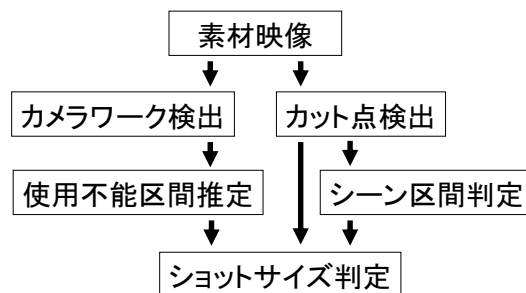 素材映像
カメラワーク検出
カット点検出
使用不能区間推定
シーン区間判定
ショットサイズ判定